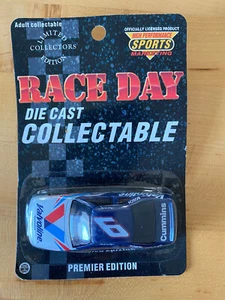 Adult collectable
LIMITED
COLLECTORS
EDITION
OFFICIALLY LICENSED PRODUCT
HIGH PERFORMANCE
SPORTS
MARKETING
RACE DAY
DIE CAST
COLLECTABLE
Valvoline
6
Cummins
PREMIER EDITION